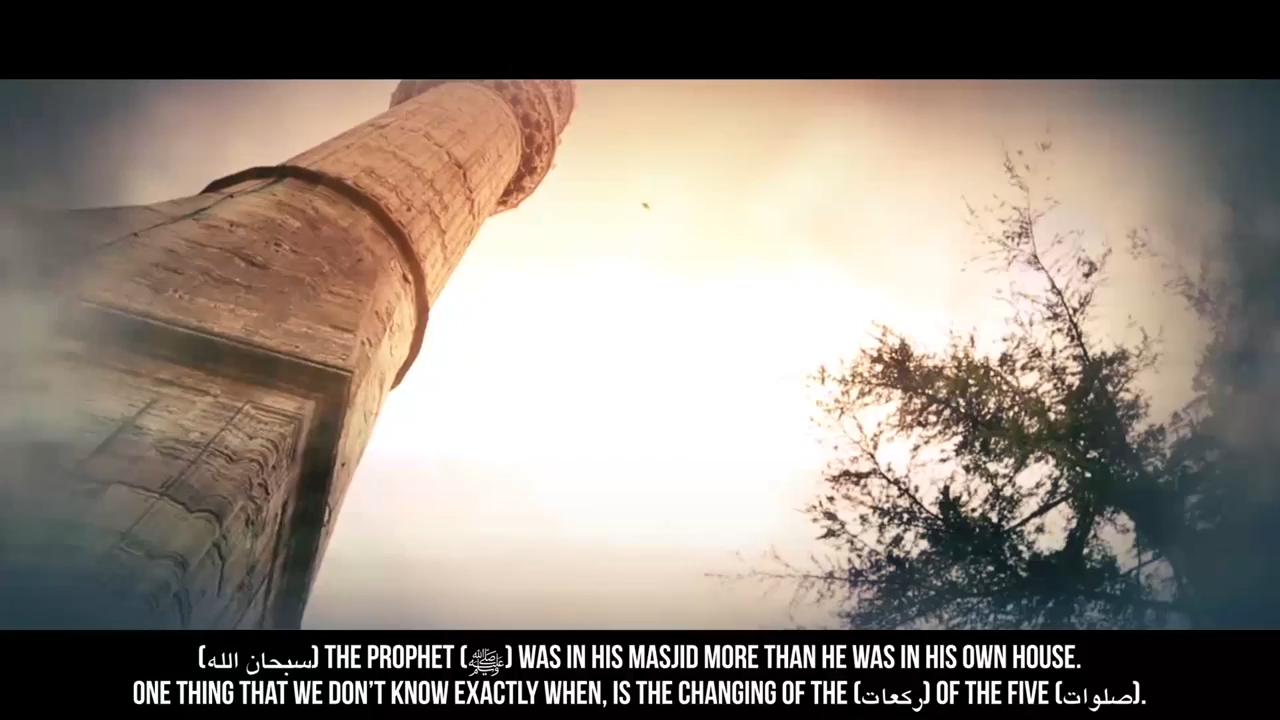 (سبحان الله) THE PROPHET (ﷺ) WAS IN HIS MASJID MORE THAN HE WAS IN HIS OWN HOUSE.
ONE THING THAT WE DON'T KNOW EXACTLY WHEN, IS THE CHANGING OF THE (ركعات) OF THE FIVE (صلوات).